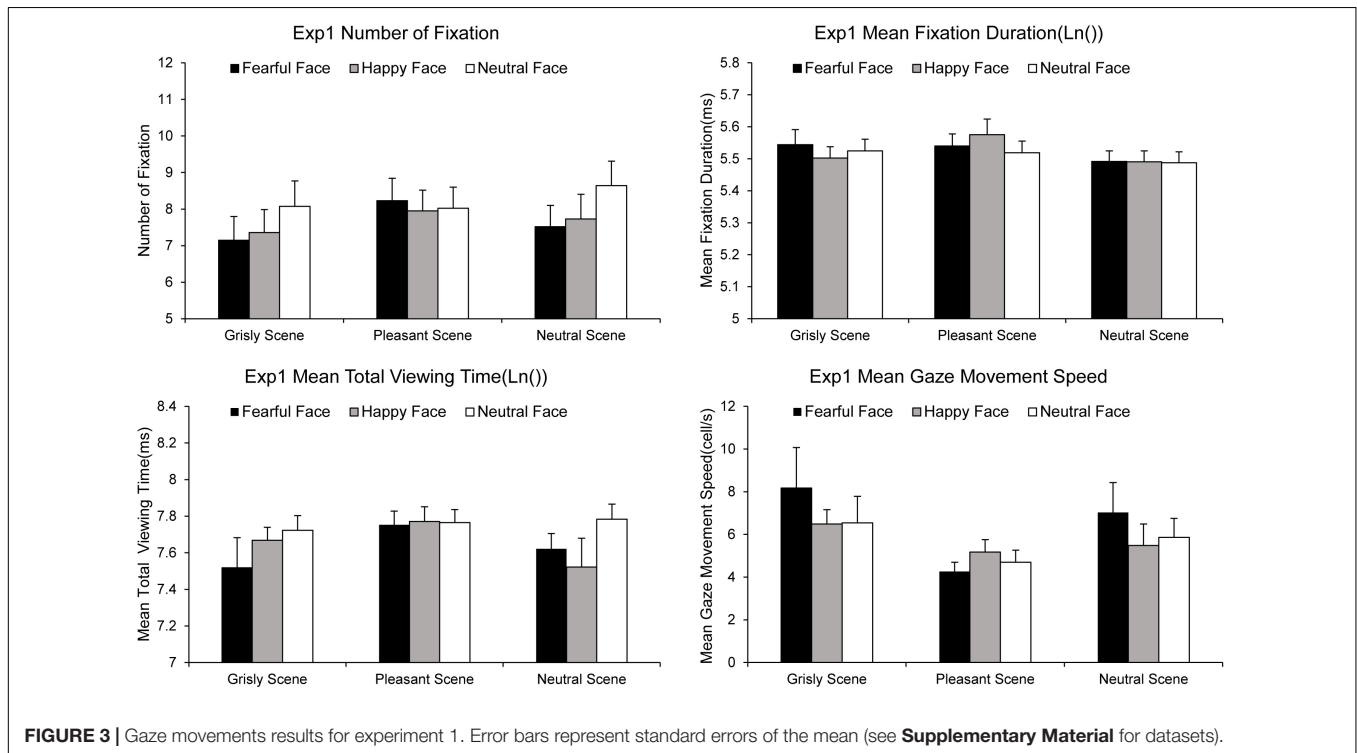 Exp1 Number of Fixation
Fearful Face Happy Face Neutral Face
12
11
10
9
8
7
6
5
Number of Fixation
Grisly Scene Pleasant Scene Neutral Scene
Exp1 Mean Fixation Duration(Ln())
Fearful Face Happy Face Neutral Face
5.8
5.7
5.6
5.5
5.4
5.3
5.2
5.1
5
Mean Fixation Duration(ms)
Grisly Scene Pleasant Scene Neutral Scene
Exp1 Mean Total Viewing Time(Ln())
Fearful Face Happy Face Neutral Face
8.4
8.2
8
7.8
7.6
7.4
7.2
7
Mean Total Viewing Time(ms)
Grisly Scene Pleasant Scene Neutral Scene
Exp1 Mean Gaze Movement Speed
Fearful Face Happy Face Neutral Face
12
10
8
6
4
2
0
Mean Gaze Movement Speed(cell/s)
Grisly Scene Pleasant Scene Neutral Scene
FIGURE 3 | Gaze movements results for experiment 1. Error bars represent standard errors of the mean (see Supplementary Material for datasets).